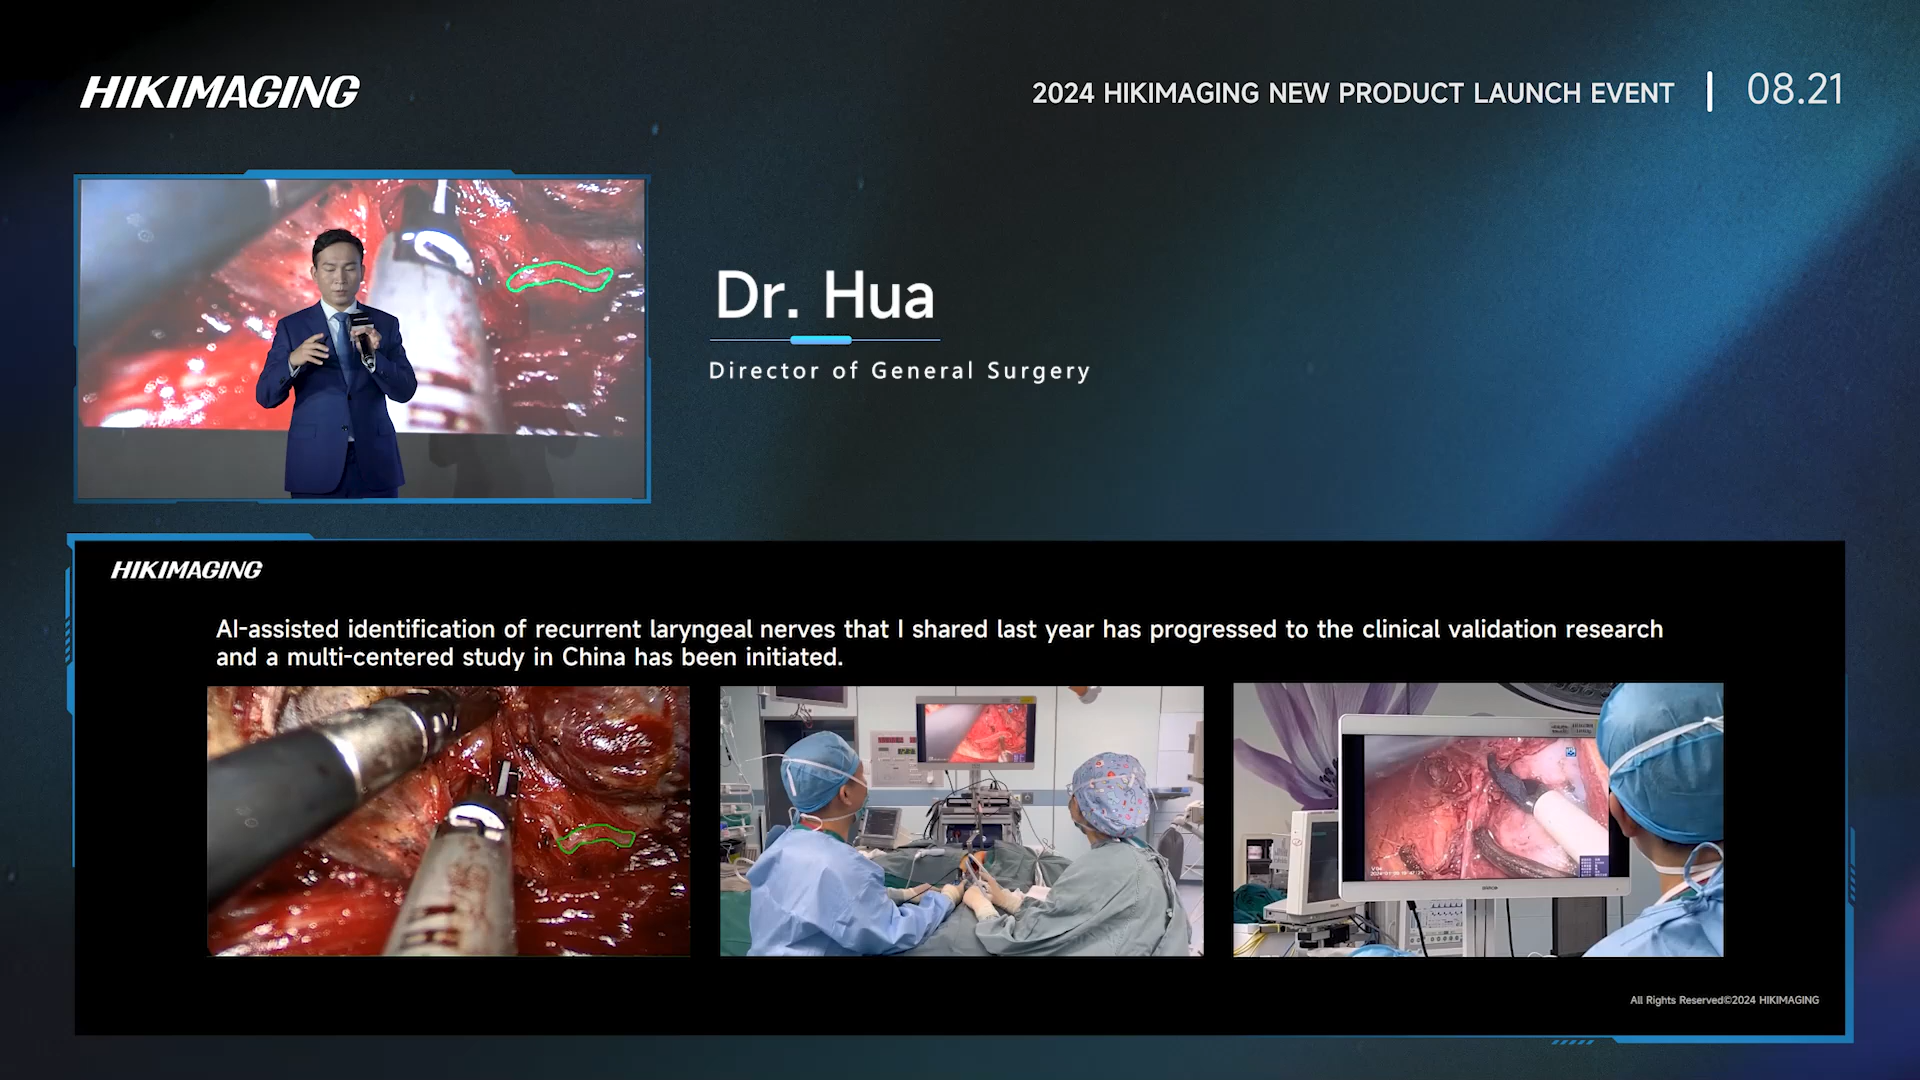 HIKIMAGING
2024 HIKIMAGING NEW PRODUCT LAUNCH EVENT | 08.21
Dr. Hua
Director of General Surgery
HIKIMAGING
AI-assisted identification of recurrent laryngeal nerves that I shared last year has progressed to the clinical validation research
and a multi-centered study in China has been initiated.
All Rights Reserved©2024 HIKIMAGING